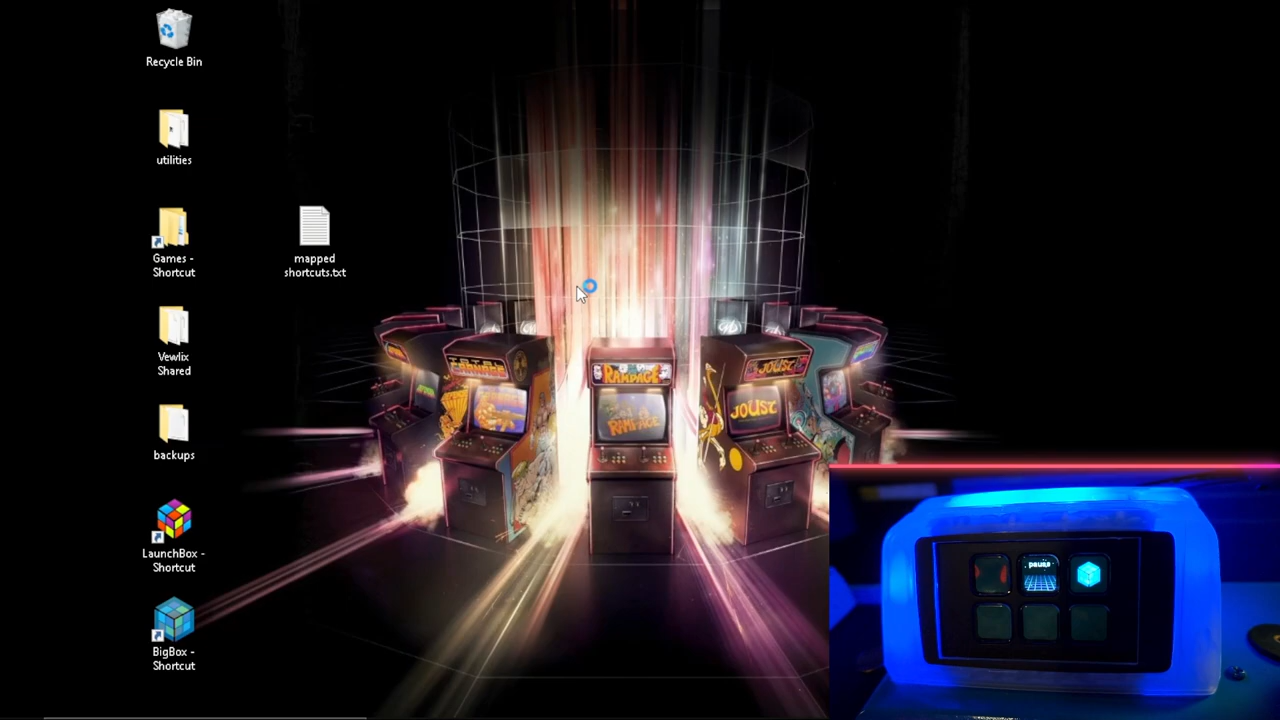 Recycle Bin
utilities
Games -
Shortcut
mapped
shortcuts.txt
Vewlix
Shared
backups
LaunchBox -
Shortcut
BigBox -
Shortcut
TOTAL
CARNAGE
RAMPAGE
RAMPAGE
JOUST
JOUST
pause